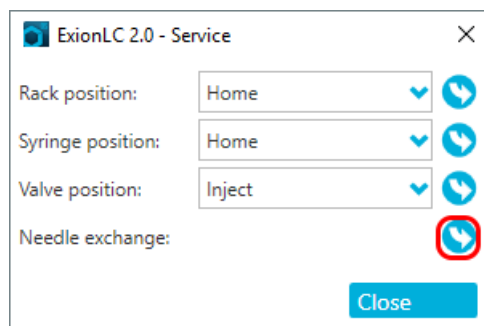 ExionLC 2.0 - Service
Rack position: Home
Syringe position: Home
Valve position: Inject
Needle exchange:
Close